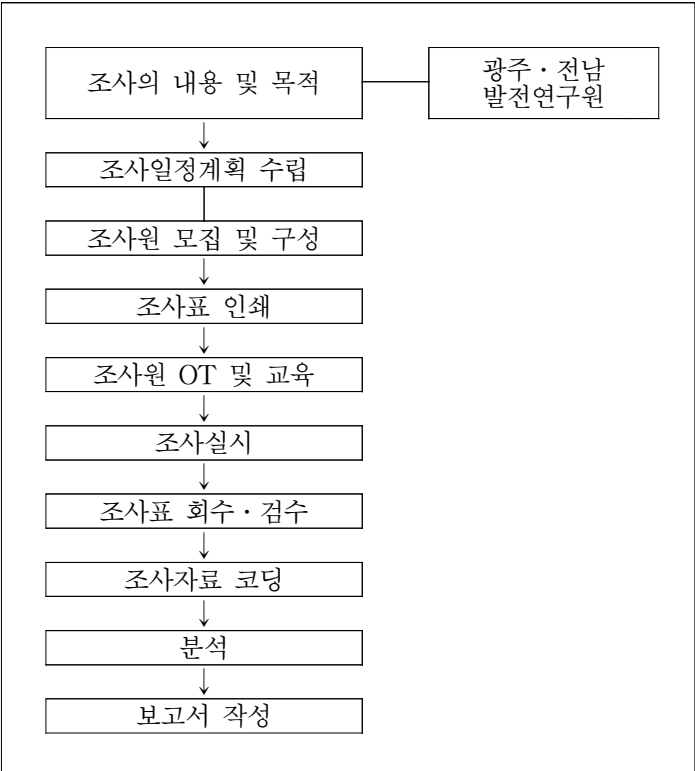 조사의 내용 및 목적
광주 · 전남
발전연구원
조사일정계획 수립
조사원 모집 및 구성
조사표 인쇄
조사원 OT 및 교육
조사실시
조사표 회수 · 검수
조사자료 코딩
분석
보고서 작성